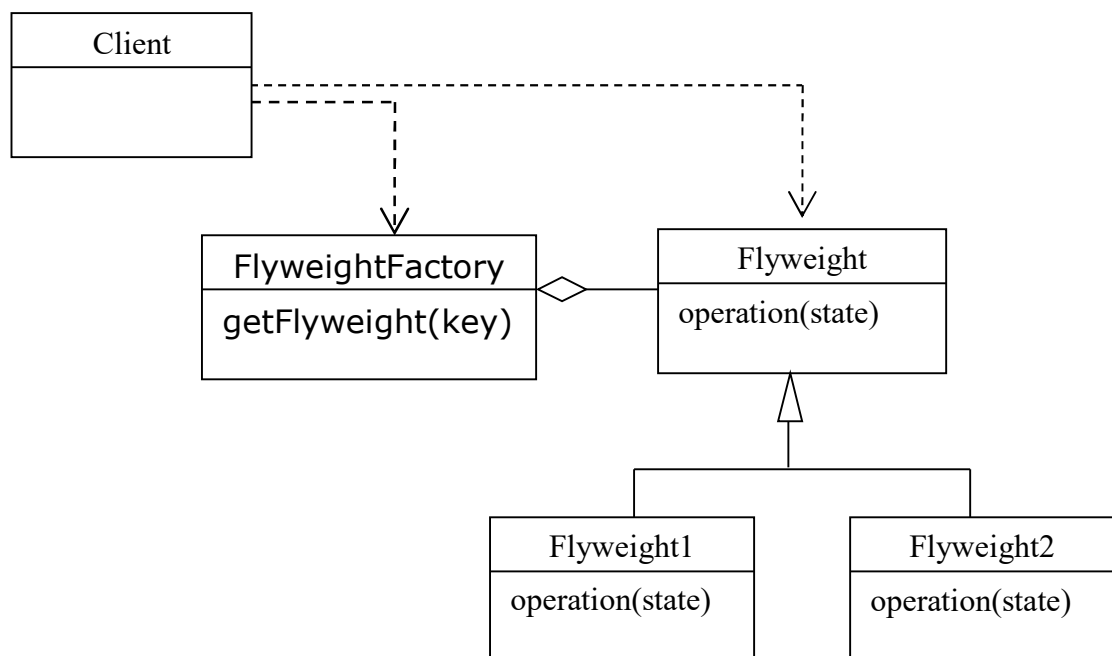 Client
FlyweightFactory
getFlyweight(key)
Flyweight
operation(state)
Flyweight1
operation(state)
Flyweight2
operation(state)